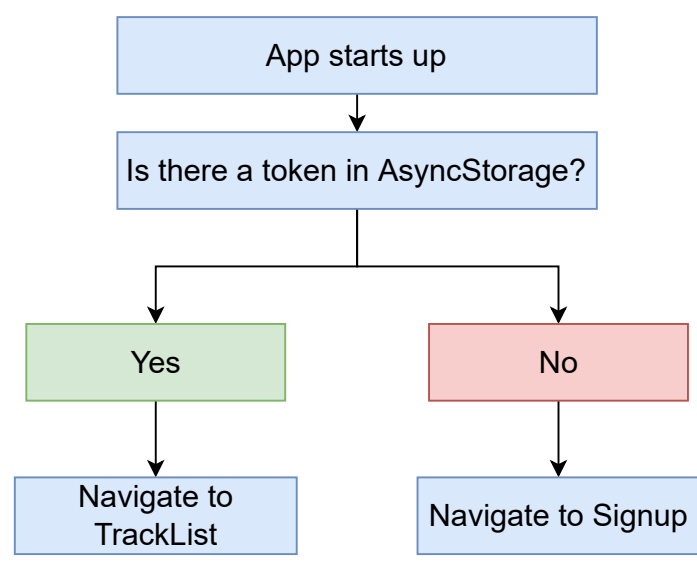 App starts up
Is there a token in AsyncStorage?
Yes
No
Navigate to
TrackList
Navigate to Signup